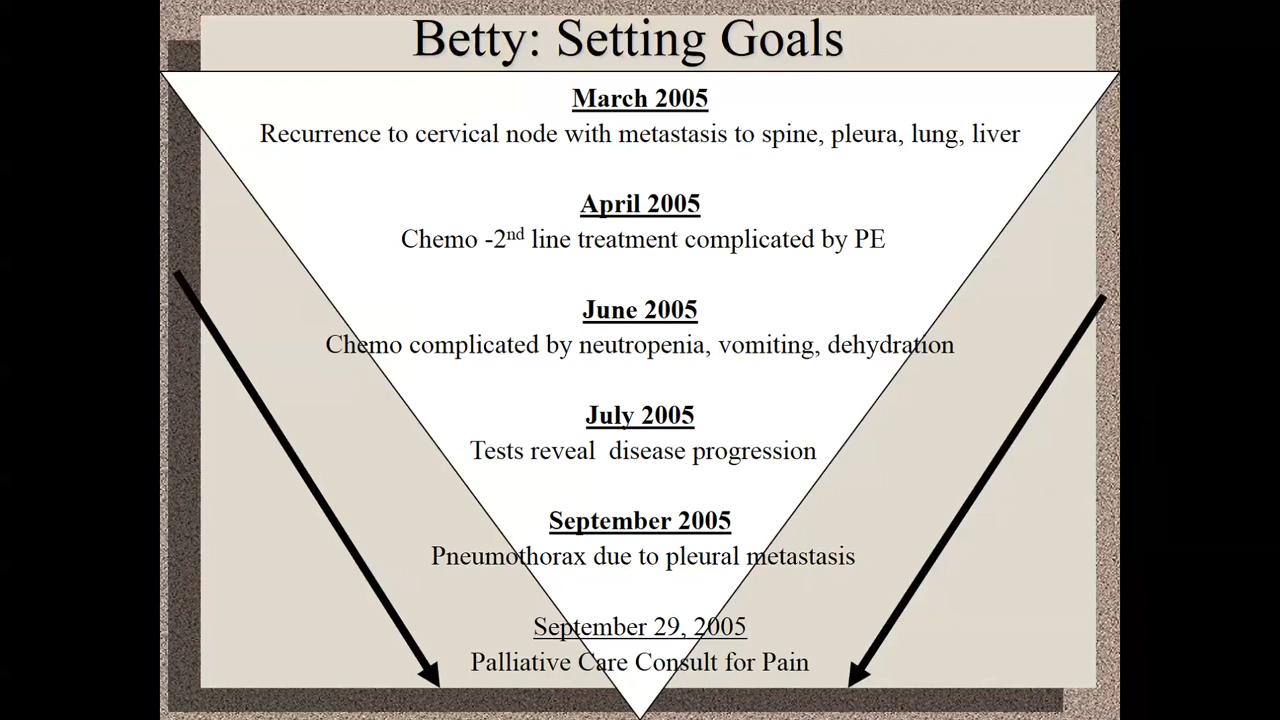 Betty: Setting Goals
March 2005
Recurrence to cervical node with metastasis to spine, pleura, lung, liver
April 2005
Chemo -2nd line treatment complicated by PE
June 2005
Chemo complicated by neutropenia, vomiting, dehydration
July 2005
Tests reveal  disease progression
September 2005
Pneumothorax due to pleural metastasis
September 29, 2005
Palliative Care Consult for Pain